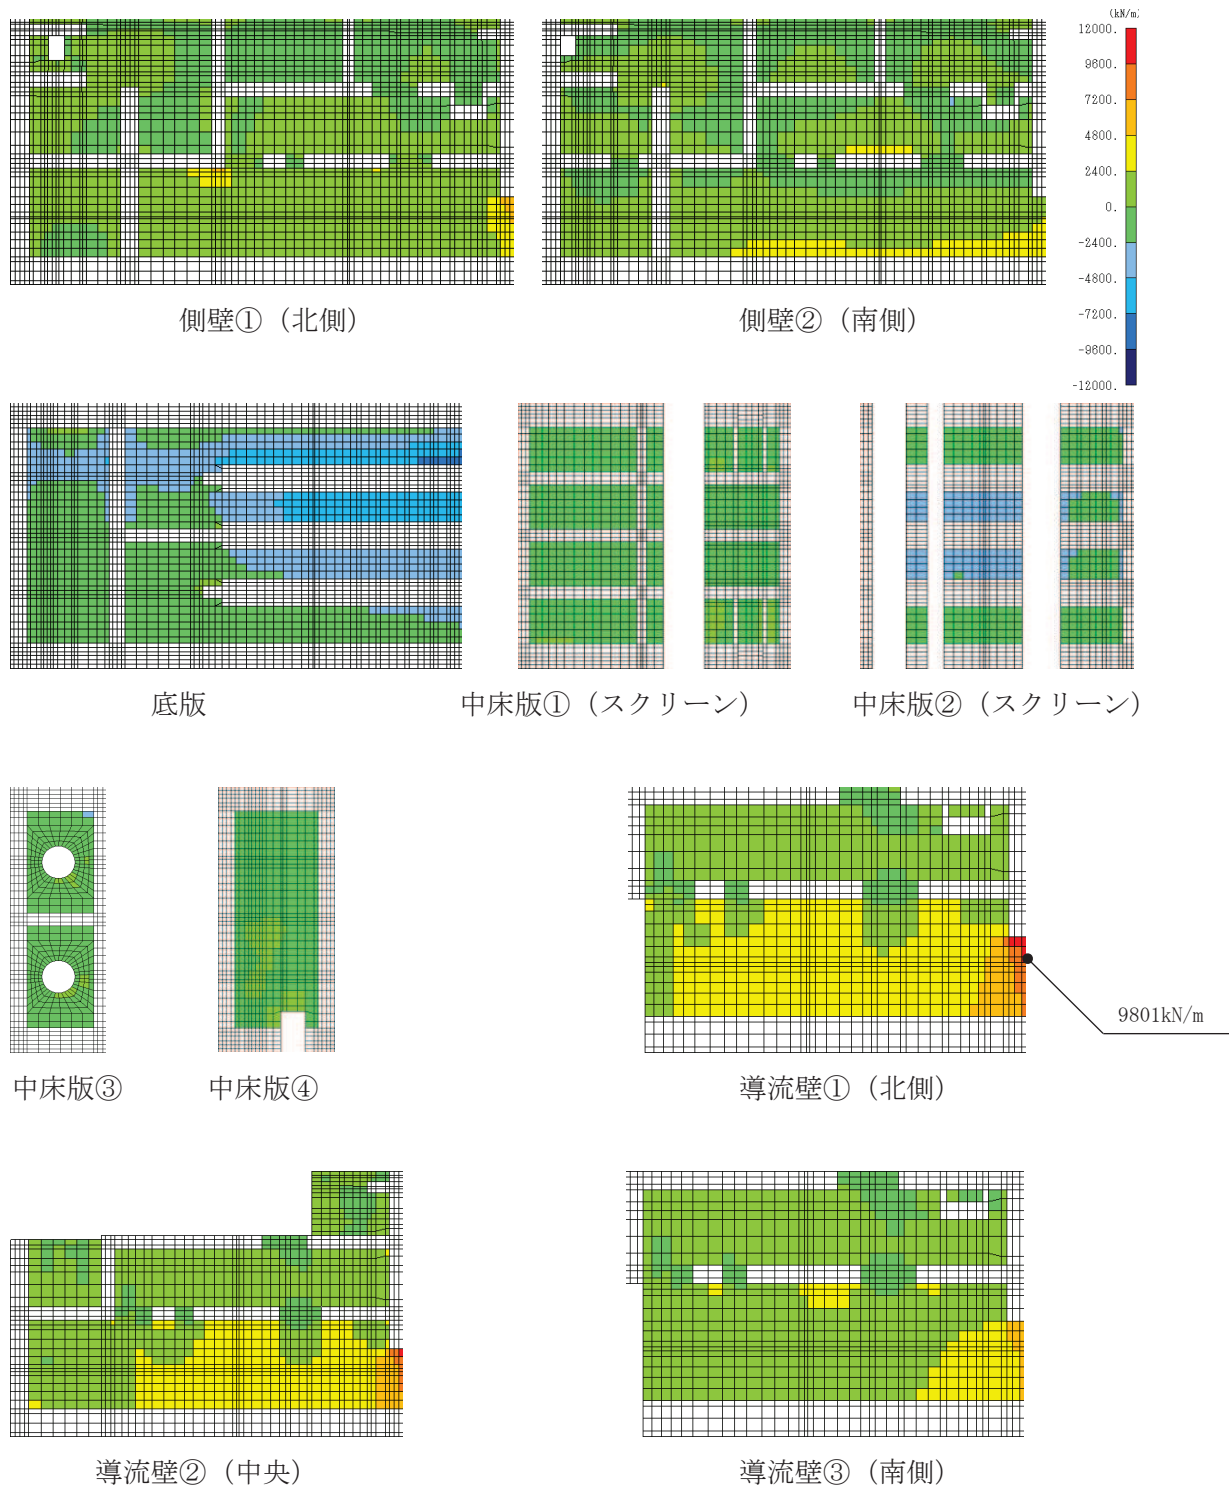 (kN/m)
12000.
9600.
7200.
4800.
2400.
0.
-2400.
-4800.
-7200.
-9600.
-12000.
側壁①（北側）
側壁②（南側）
底版
中床版①（スクリーン）
中床版②（スクリーン）
9801kN/m
中床版③
中床版④
導流壁①（北側）
導流壁②（中央）
導流壁③（南側）